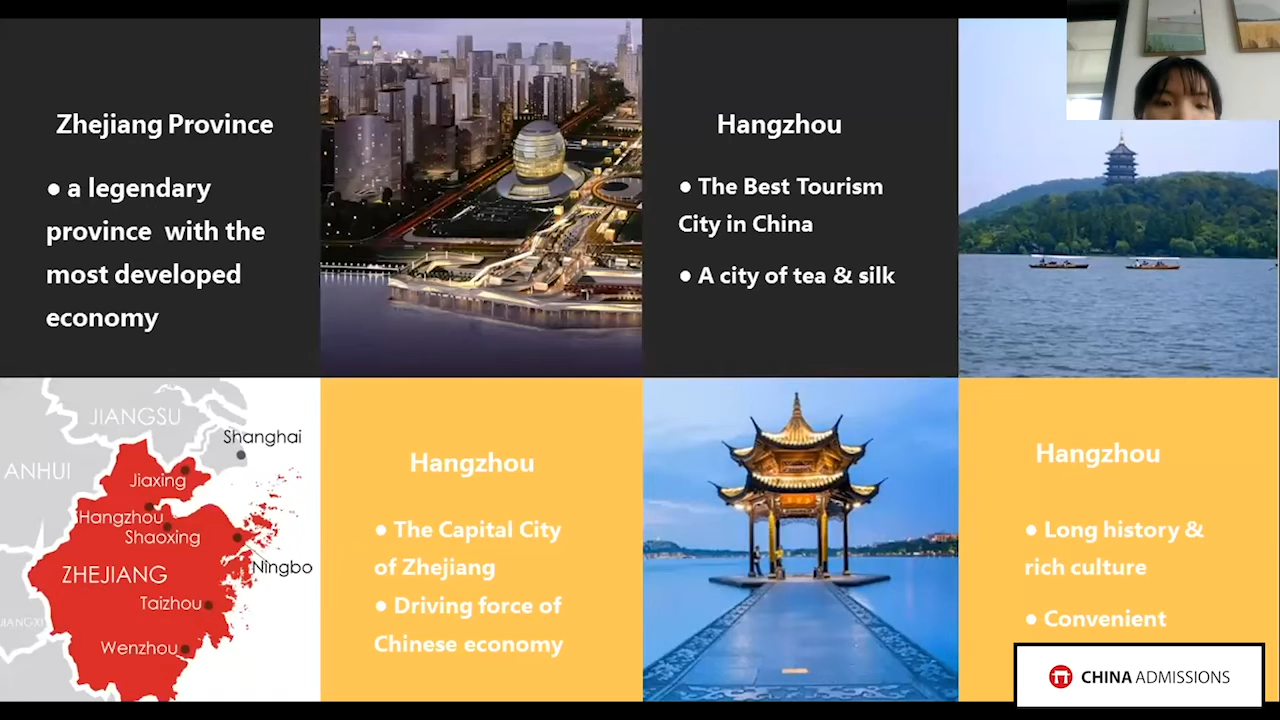 Zhejiang Province
● a legendary
province with the
most developed
economy
Hangzhou
● The Best Tourism
City in China
● A city of tea & silk
JIANGSU
Shanghai
ANHUI
Jiaxing
Hangzhou
Shaoxing
ZHEJIANG
Ningbo
Taizhou
JIANGXI
Wenzhou
Hangzhou
● The Capital City
of Zhejiang
● Driving force of
Chinese economy
Hangzhou
● Long history &
rich culture
● Convenient
CHINA ADMISSIONS